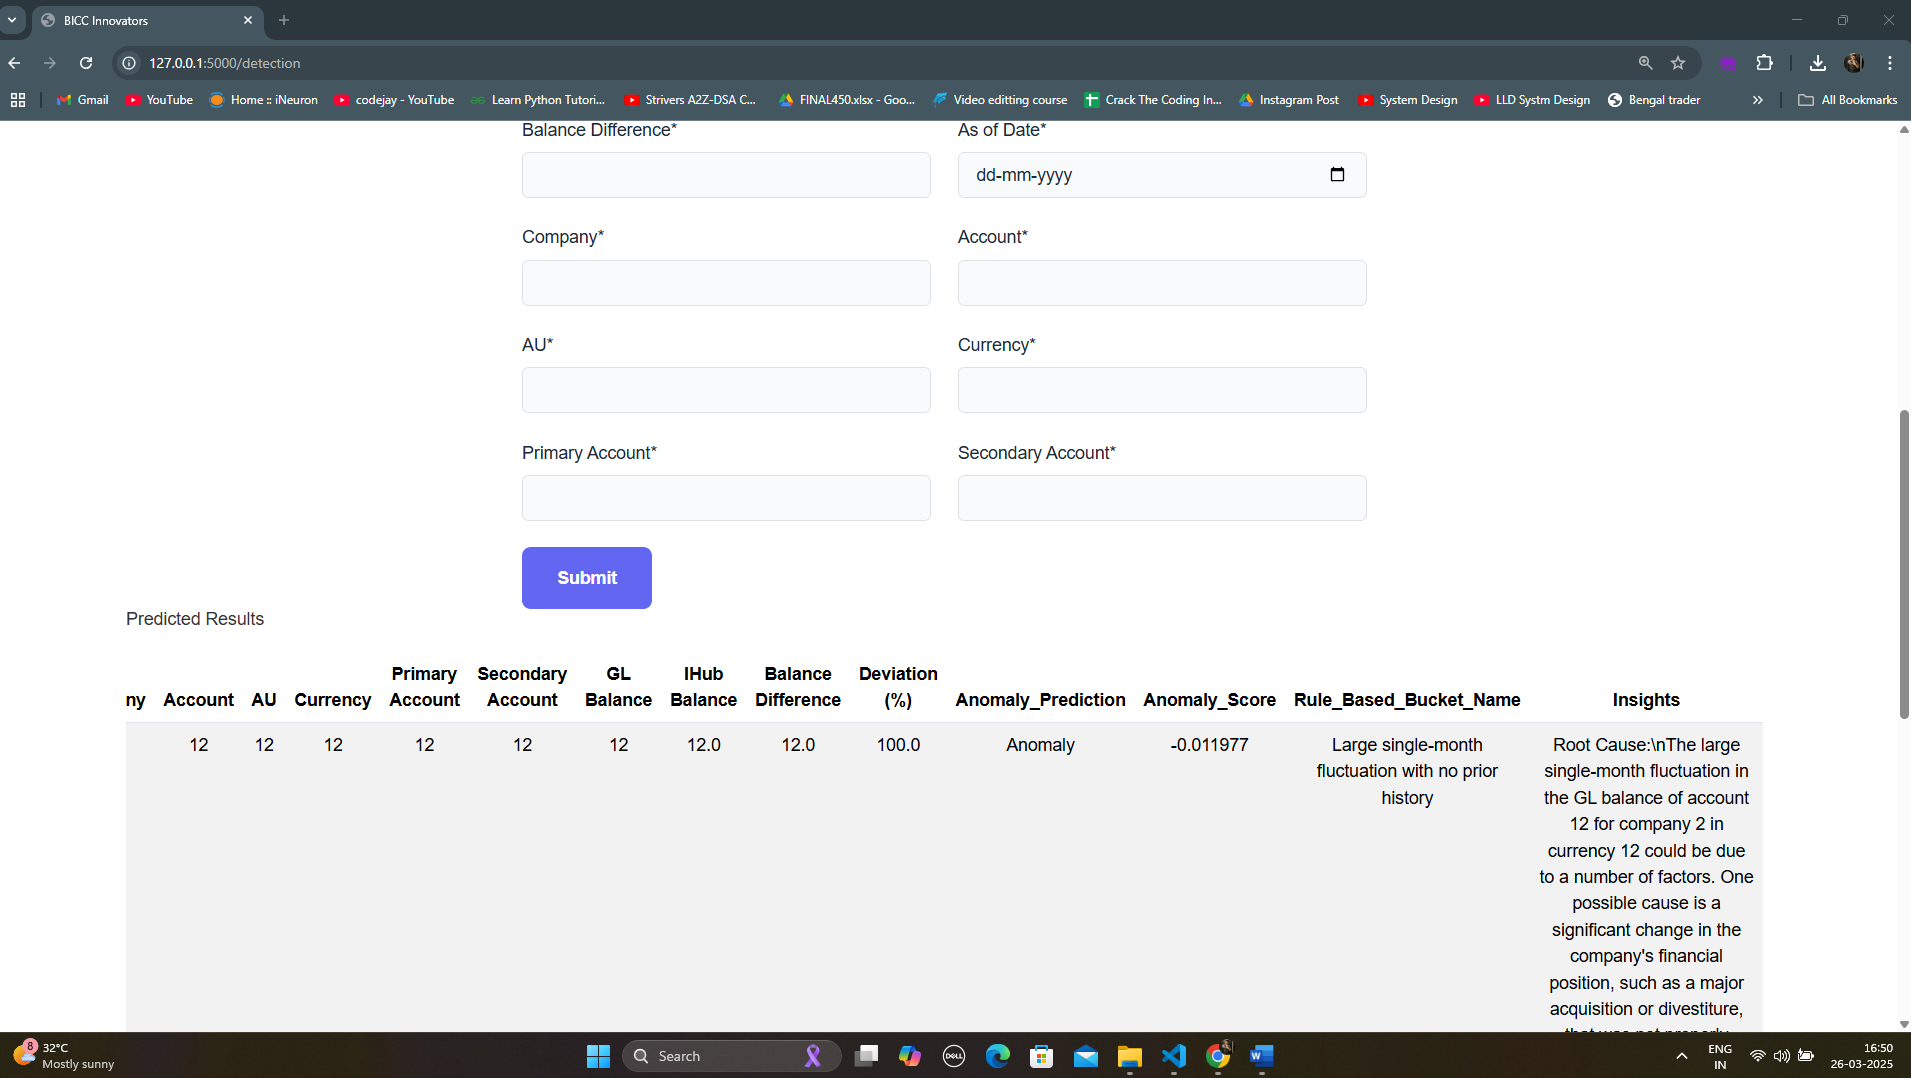 BICC Innovators
127.0.0.1:5000/detection
Gmail
YouTube
Home :: iNeuron
codejay - YouTube
Learn Python Tutori...
Strivers A2Z-DSA C...
FINAL450.xlsx - Goo...
Video editting course
Crack The Coding In...
Instagram Post
System Design
LLD Systm Design
Bengal trader
All Bookmarks
Balance Difference*
As of Date*
dd-mm-yyyy
Company*
Account*
AU*
Currency*
Primary Account*
Secondary Account*
Submit
Predicted Results
ny Account AU Currency Primary Account Secondary Account GL Balance IHub Balance Balance Difference Deviation (%) Anomaly_Prediction Anomaly_Score Rule_Based_Bucket_Name Insights
12 12 12 12 12 12 12.0 12.0 100.0 Anomaly -0.011977
Large single-month
fluctuation with no prior
history
Root Cause:\nThe large
single-month fluctuation in
the GL balance of account
12 for company 2 in
currency 12 could be due
to a number of factors. One
possible cause is a
significant change in the
company's financial
position, such as a major
acquisition or divestiture,
that was not properly
8
32°C
Mostly sunny
Search
DELL
ENG
IN
16:50
26-03-2025